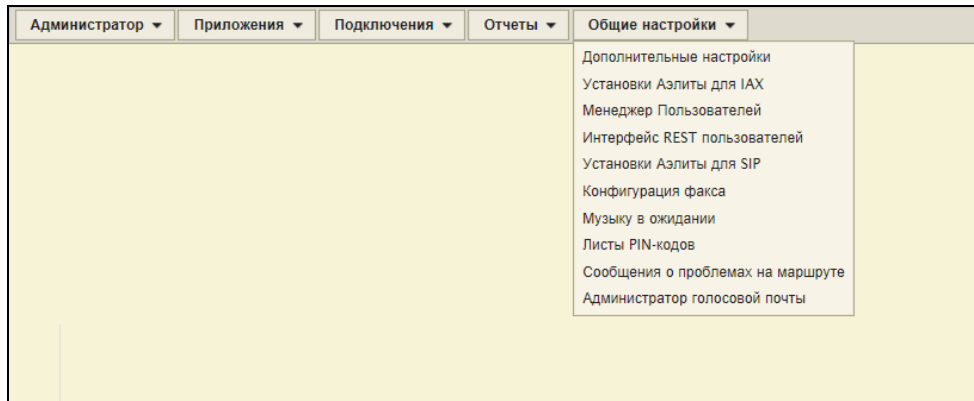 Администратор Приложения Подключения Отчеты Общие настройки
Дополнительные настройки
Установки Аэлиты для IAX
Менеджер Пользователей
Интерфейс REST пользователей
Установки Аэлиты для SIP
Конфигурация факса
Музыку в ожидании
Листы PIN-кодов
Сообщения о проблемах на маршруте
Администратор голосовой почты